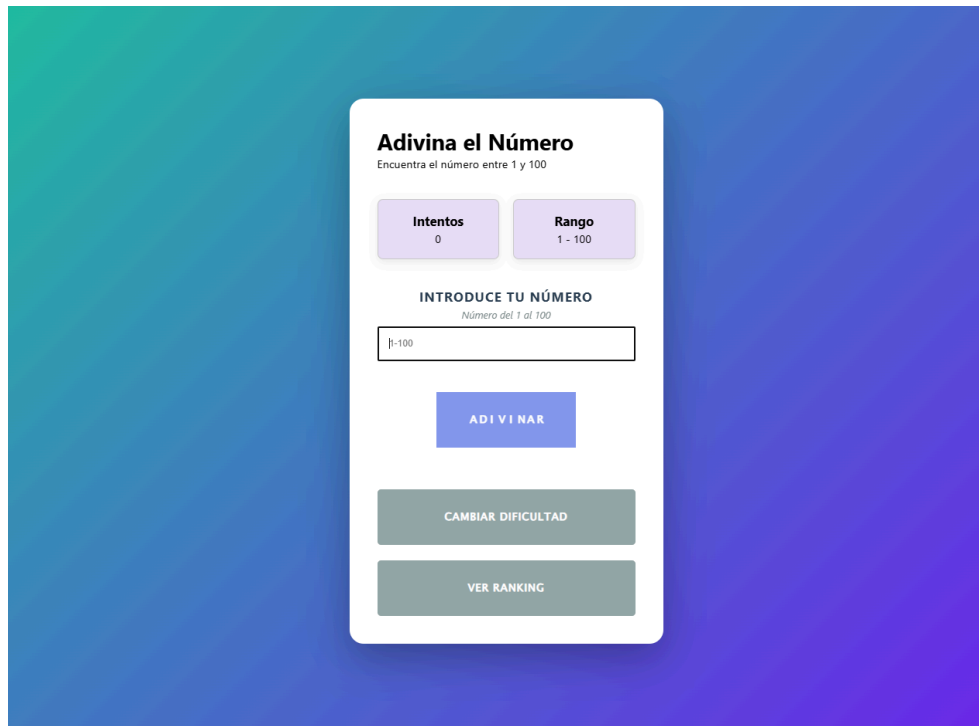 Adivina el Número
Encuentra el número entre 1 y 100
Intentos
0
Rango
1 - 100
INTRODUCE TU NÚMERO
Número del 1 al 100
1-100
ADIVINAR
CAMBIAR DIFICULTAD
VER RANKING